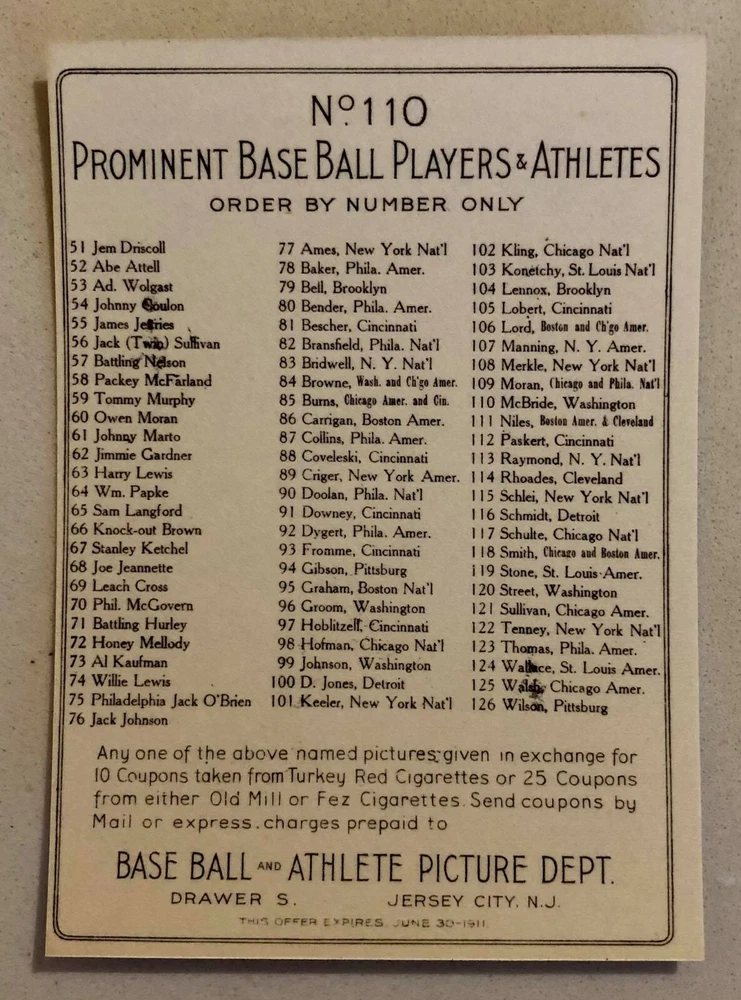 Nº 110
PROMINENT BASE BALL PLAYERS & ATHLETES
ORDER BY NUMBER ONLY
51 Jem Driscoll
52 Abe Attell
53 Ad. Wolgast
54 Johnny Coulon
55 James Jeffries
56 Jack (Twin) Sullivan
57 Battling Nelson
58 Packey McFarland
59 Tommy Murphy
60 Owen Moran
61 Johnny Marto
62 Jimmie Gardner
63 Harry Lewis
64 Wm. Papke
65 Sam Langford
66 Knock-out Brown
67 Stanley Ketchel
68 Joe Jeannette
69 Leach Cross
70 Phil. McGovern
71 Battling Hurley
72 Honey Mellody
73 Al Kaufman
74 Willie Lewis
75 Philadelphia Jack O'Brien
76 Jack Johnson
77 Ames, New York Nat'l
78 Baker, Phila. Amer.
79 Bell, Brooklyn
80 Bender, Phila. Amer.
81 Bescher, Cincinnati
82 Bransfield, Phila. Nat'l
83 Bridwell, N. Y. Nat'l
84 Browne, Wash. and Ch'go Amer.
85 Burns, Chicago Amer. and Cin.
86 Carrigan, Boston Amer.
87 Collins, Phila. Amer.
88 Coveleski, Cincinnati
89 Criger, New York Amer.
90 Doolan, Phila. Nat'l
91 Downey, Cincinnati
92 Dygert, Phila. Amer.
93 Fromme, Cincinnati
94 Gibson, Pittsburg
95 Graham, Boston Nat'l
96 Groom, Washington
97 Hoblitzell, Cincinnati
98 Hofman, Chicago Nat'l
99 Johnson, Washington
100 D. Jones, Detroit
101 Keeler, New York Nat'l
102 Kling, Chicago Nat'l
103 Konetchy, St. Louis Nat'l
104 Lennox, Brooklyn
105 Lobert, Cincinnati
106 Lord, Boston and Ch'go Amer.
107 Manning, N. Y. Amer.
108 Merkle, New York Nat'l
109 Moran, Chicago and Phila. Nat'l
110 McBride, Washington
111 Niles, Boston Amer. & Cleveland
112 Paskert, Cincinnati
113 Raymond, N. Y. Nat'l
114 Rhoades, Cleveland
115 Schlei, New York Nat'l
116 Schmidt, Detroit
117 Schulte, Chicago Nat'l
118 Smith, Chicago and Boston Amer.
119 Stone, St. Louis Amer.
120 Street, Washington
121 Sullivan, Chicago Amer.
122 Tenney, New York Nat'l
123 Thomas, Phila. Amer.
124 Wallace, St. Louis Amer.
125 Walsh, Chicago Amer.
126 Wilson, Pittsburg
Any one of the above named pictures, given in exchange for
10 Coupons taken from Turkey Red Cigarettes or 25 Coupons
from either Old Mill or Fez Cigarettes. Send coupons by
Mail or express. charges prepaid to
BASE BALL AND ATHLETE PICTURE DEPT.
DRAWER S. JERSEY CITY, N.J.
THIS OFFER EXPIRES JUNE 30-1911